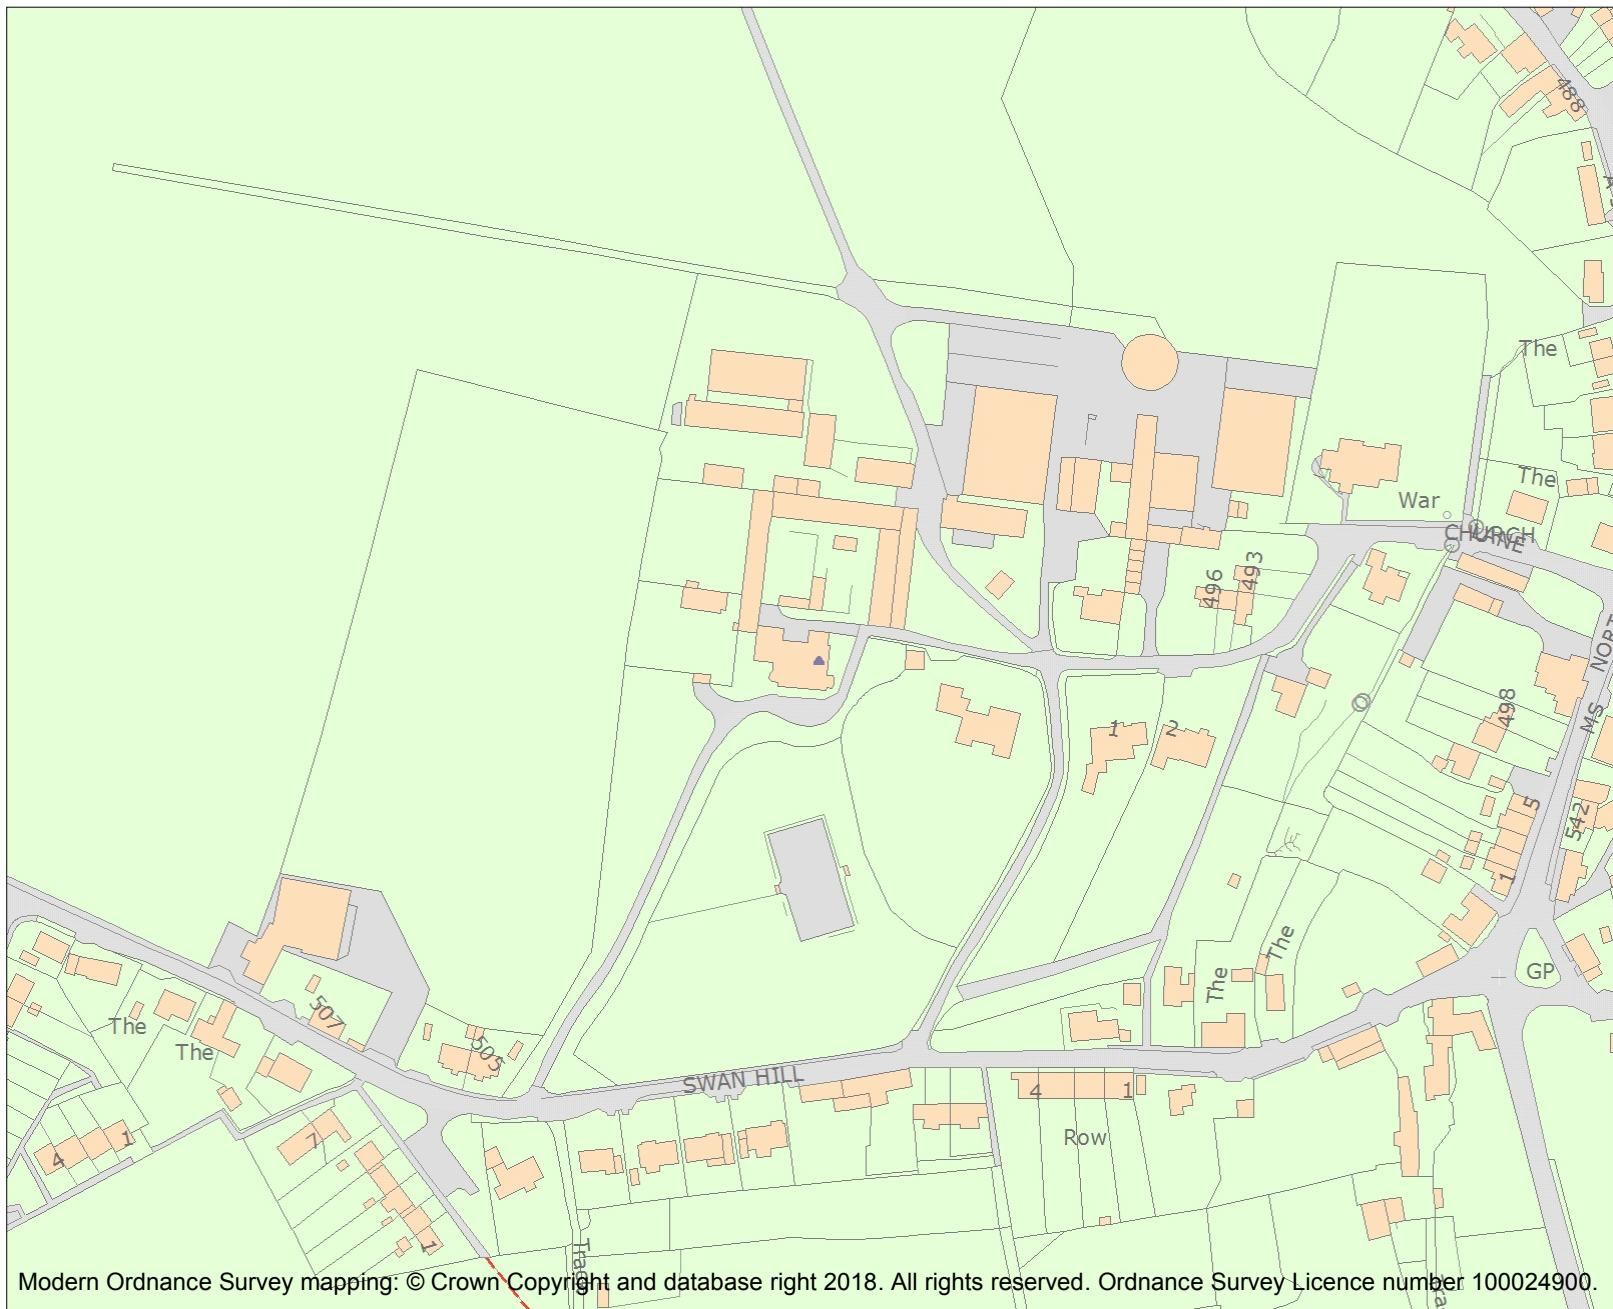 488
The
The
War
CHURCH
496
493
498
MS
1
2
5
542
1
The
The
GP
507
The
The
505
SWAN HILL
4
1
Row
7
4
1
1
Modern Ordnance Survey mapping: © Crown Copyright and database right 2018. All rights reserved. Ordnance Survey Licence number 100024900.